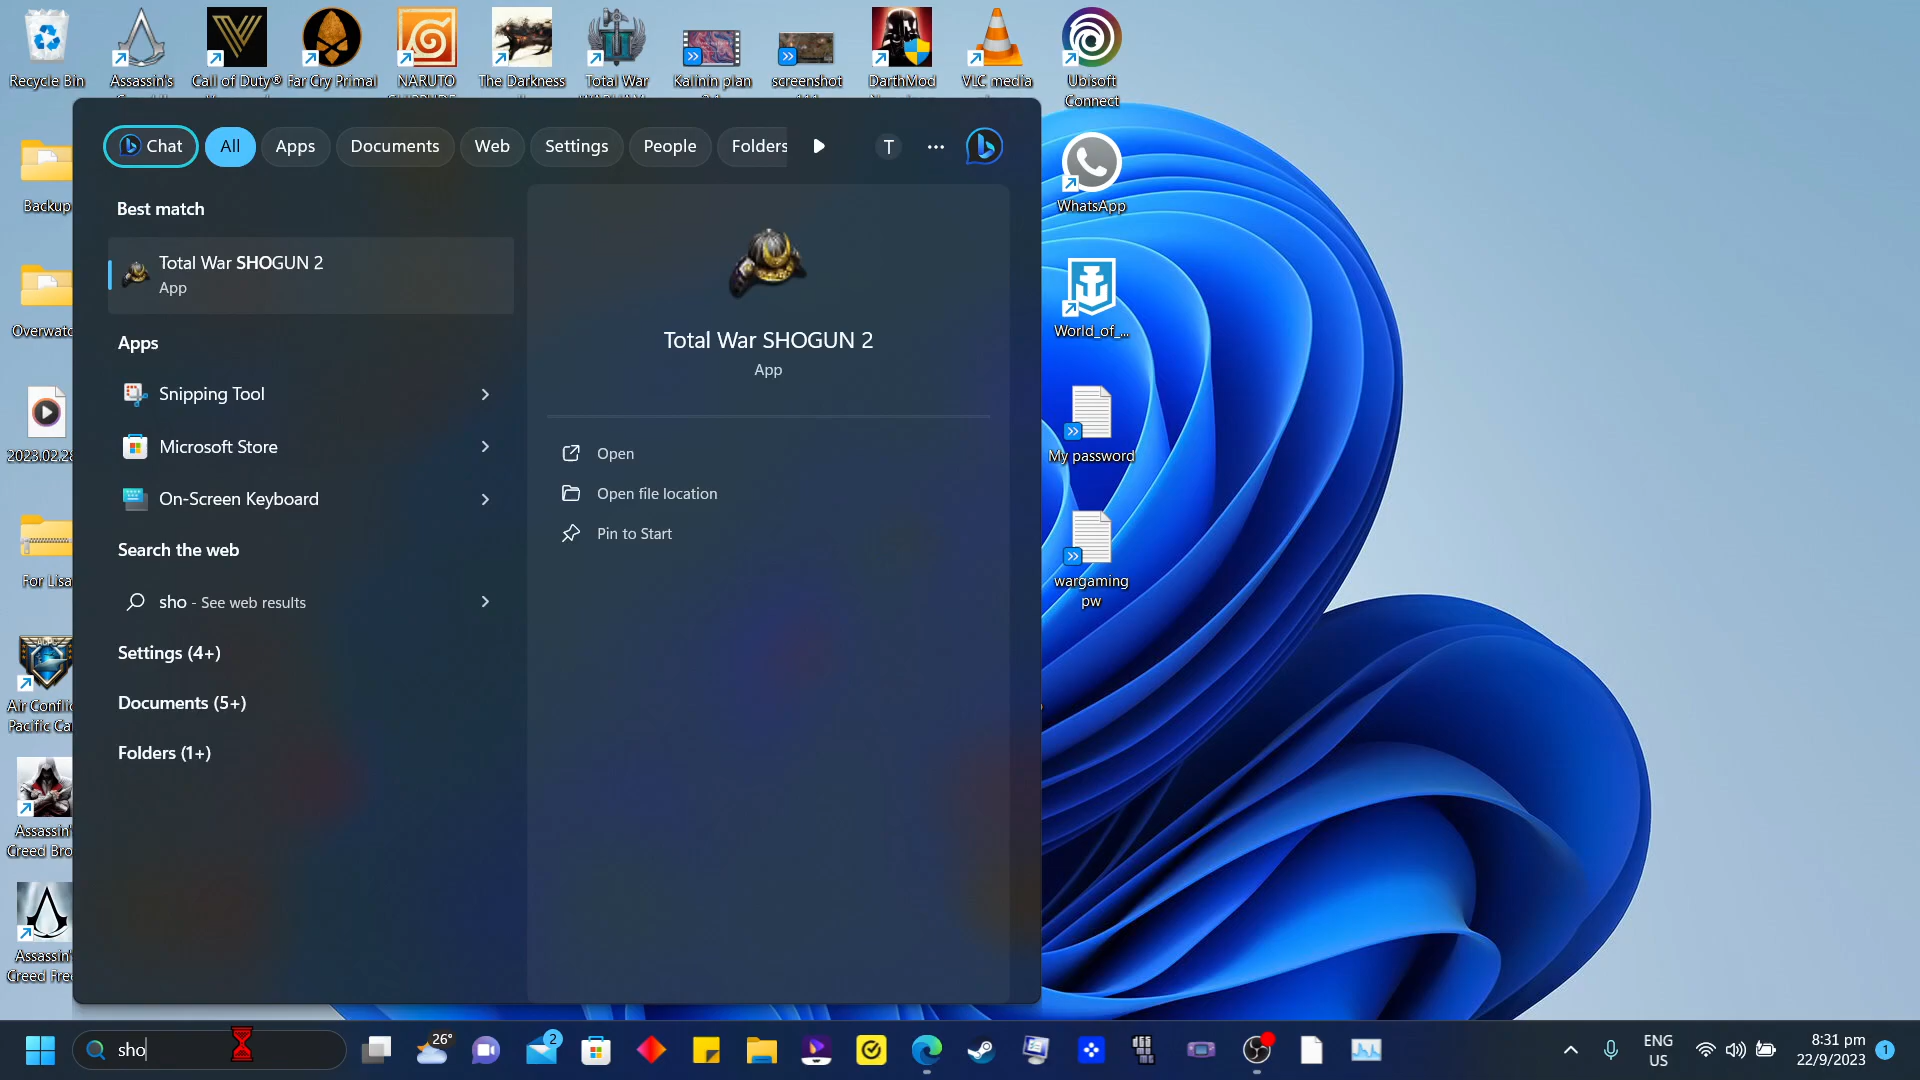 Recycle Bin
Assassin's
Call of Duty®
Far Cry Primal
NARUTO
The Darkness
Total War
Kalinin plan
screenshot
DarthMod
VLC media
Ubisoft
Connect
Chat
All
Apps
Documents
Web
Settings
People
Folders
T
Best match
Total War SHOGUN 2
App
Apps
Snipping Tool
Microsoft Store
On-Screen Keyboard
Search the web
sho - See web results
Settings (4+)
Documents (5+)
Folders (1+)
Total War SHOGUN 2
App
Open
Open file location
Pin to Start
Backup
Overwatc
2023.02.28
For Lisa
Air Conflic
Pacific Car
Assassin'
Creed Bro
Assassin'
Creed Free
WhatsApp
World_of_...
My password
wargaming
pw
sho
26°
2
ENG
US
8:31 pm
22/9/2023
1